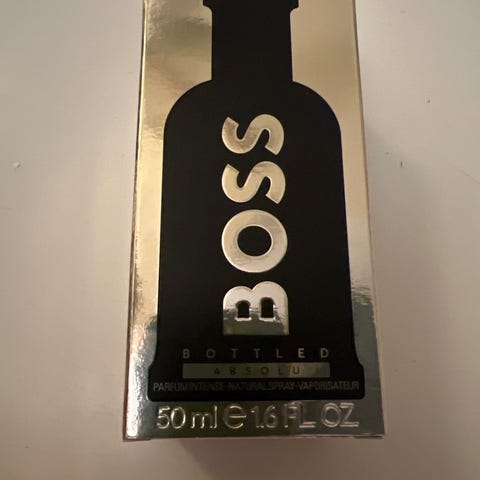 BOSS
BOTTLED
ABSOLU
PARFUM INTENSE-NATURAL SPRAY-VAPORISATEUR
50 ml ℮ 1.6 FL OZ